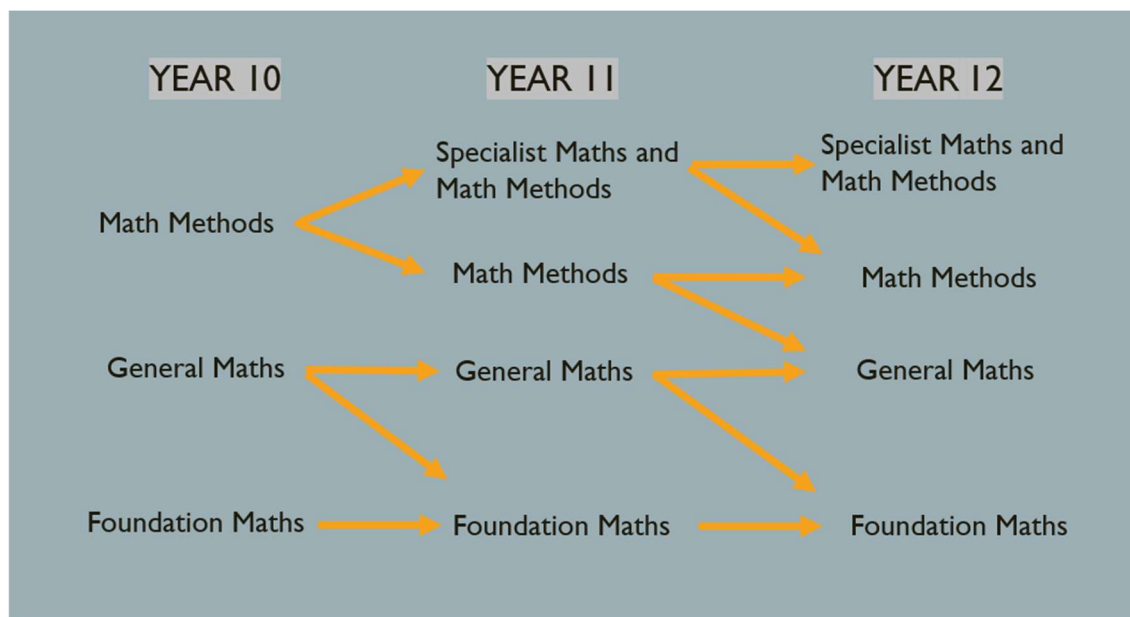 YEAR 10
YEAR 11
YEAR 12
Specialist Maths and
Math Methods
Specialist Maths and
Math Methods
Math Methods
Math Methods
Math Methods
General Maths
General Maths
General Maths
Foundation Maths
Foundation Maths
Foundation Maths